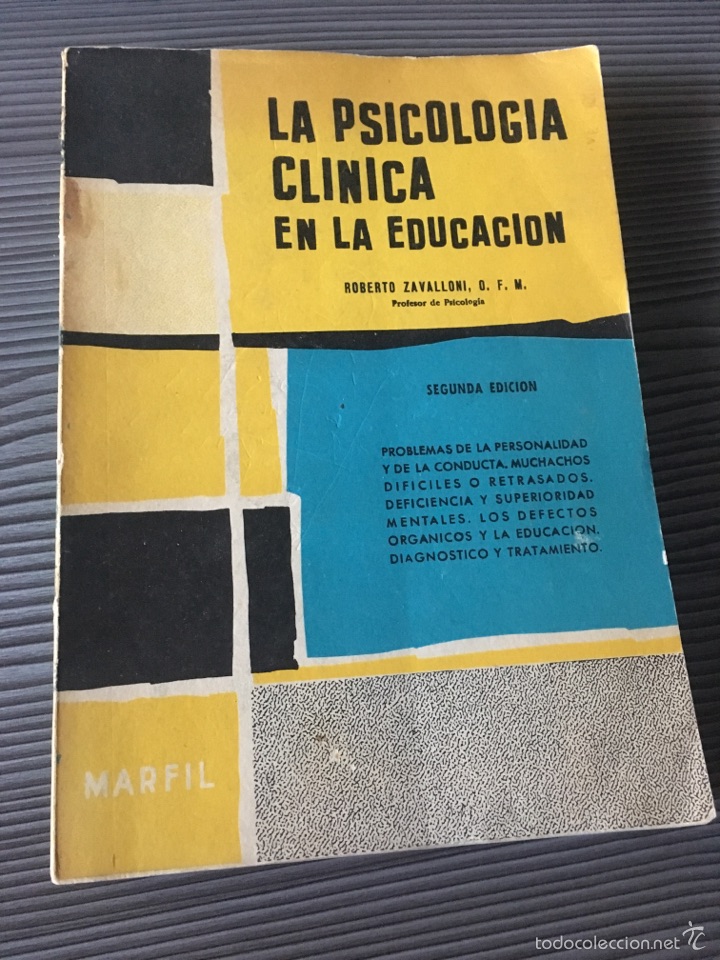 LA PSICOLOGIA
CLINICA
EN LA EDUCACION
ROBERTO ZAVALLONI, O. F. M.
Profesor de Psicología
SEGUNDA EDICION
PROBLEMAS DE LA PERSONALIDAD
Y DE LA CONDUCTA. MUCHACHOS
DIFICILES O RETRASADOS.
DEFICIENCIA Y SUPERIORIDAD
MENTALES. LOS DEFECTOS
ORGANICOS Y LA EDUCACION.
DIAGNOSTICO Y TRATAMIENTO.
MARFIL
todocoleccion.net